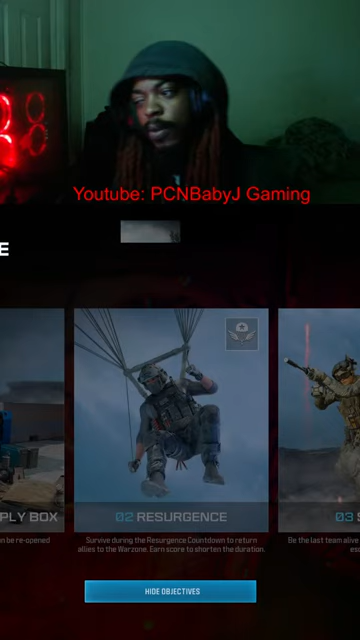 Youtube: PCNBabyJ Gaming
E
PLY BOX
02 RESURGENCE
03 S
n be re-opened
Survive during the Resurgence Countdown to return
allies to the Warzone. Earn score to shorten the duration.
Be the last team alive
esc
HIDE OBJECTIVES